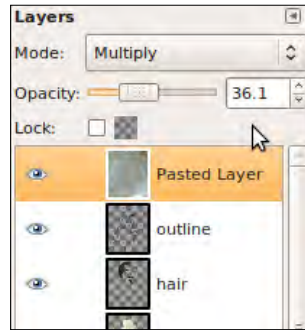 Layers
Mode: Multiply
Opacity: 36.1
Lock:
Pasted Layer
outline
hair